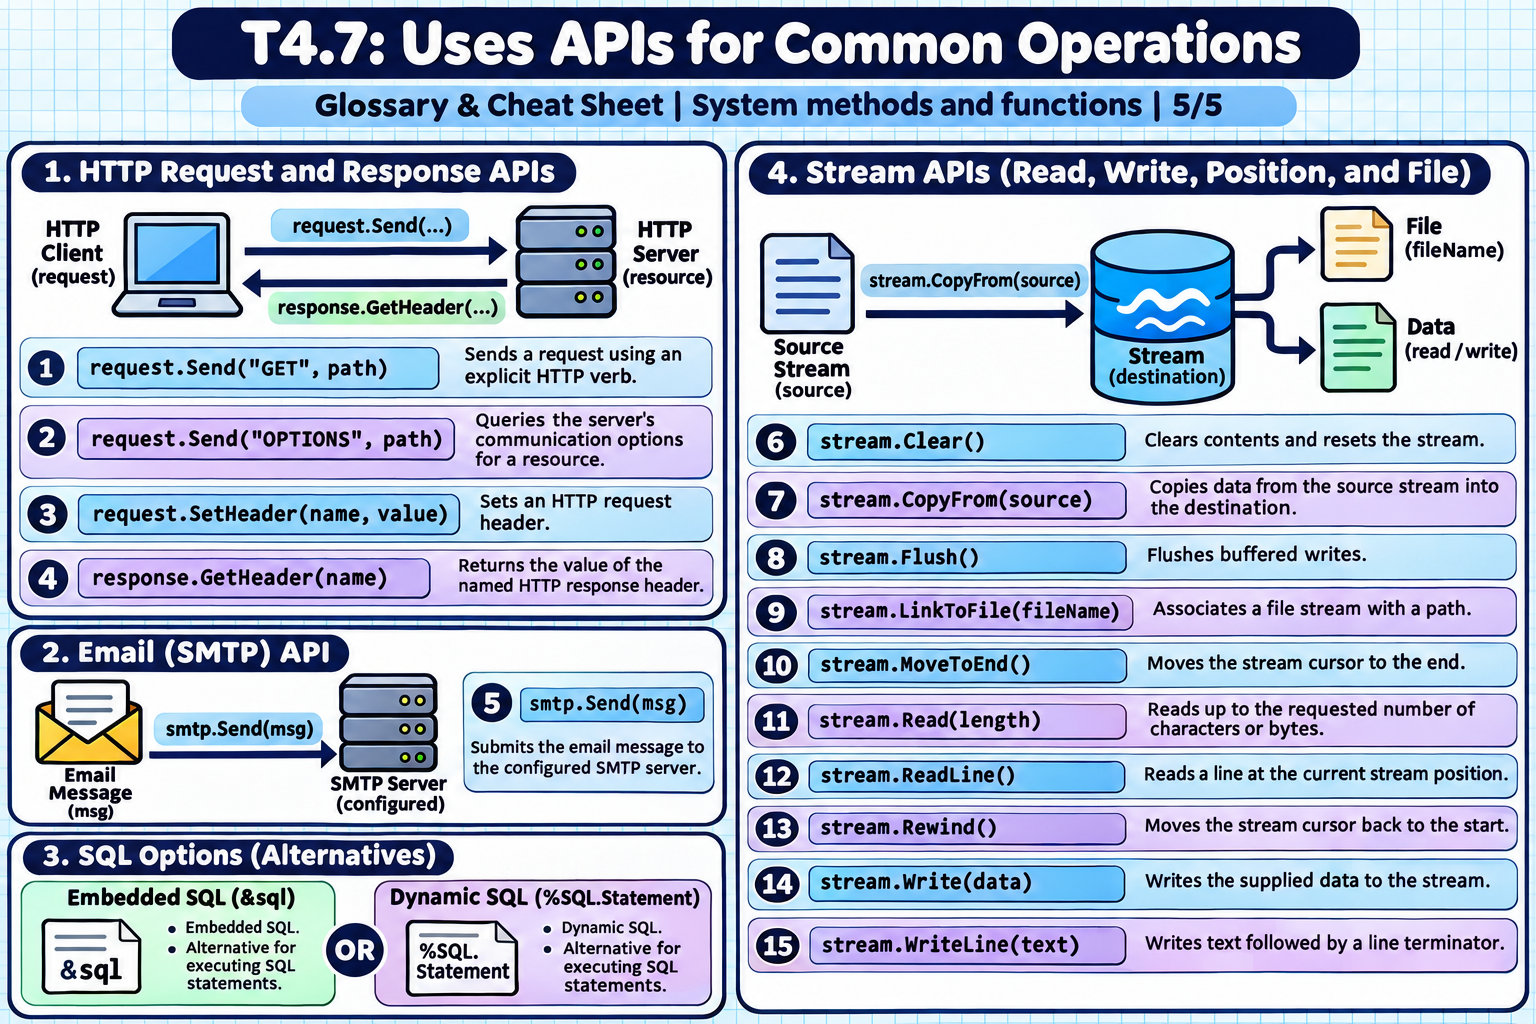 T4.7: Uses APIs for Common Operations
Glossary & Cheat Sheet | System methods and functions | 5/5
1. HTTP Request and Response APIs
HTTP
Client
(request)
request.Send(...)
response.GetHeader(...)
HTTP
Server
(resource)
1
request.Send("GET", path)
Sends a request using an
explicit HTTP verb.
2
request.Send("OPTIONS", path)
Queries the server's
communication options
for a resource.
3
request.SetHeader(name, value)
Sets an HTTP request
header.
4
response.GetHeader(name)
Returns the value of the
named HTTP response header.
2. Email (SMTP) API
Email
Message
(msg)
smtp.Send(msg)
SMTP Server
(configured)
5
smtp.Send(msg)
Submits the email message to
the configured SMTP server.
3. SQL Options (Alternatives)
Embedded SQL (&sql)
&sql
• Embedded SQL.
• Alternative for
executing SQL
statements.
OR
Dynamic SQL (%SQL.Statement)
%SQL.
Statement
• Dynamic SQL.
• Alternative for
executing SQL
statements.
4. Stream APIs (Read, Write, Position, and File)
Source
Stream
(source)
stream.CopyFrom(source)
Stream
(destination)
File
(fileName)
Data
(read / write)
6
stream.Clear()
Clears contents and resets the stream.
7
stream.CopyFrom(source)
Copies data from the source stream into
the destination.
8
stream.Flush()
Flushes buffered writes.
9
stream.LinkToFile(fileName)
Associates a file stream with a path.
10
stream.MoveToEnd()
Moves the stream cursor to the end.
11
stream.Read(length)
Reads up to the requested number of
characters or bytes.
12
stream.ReadLine()
Reads a line at the current stream position.
13
stream.Rewind()
Moves the stream cursor back to the start.
14
stream.Write(data)
Writes the supplied data to the stream.
15
stream.WriteLine(text)
Writes text followed by a line terminator.